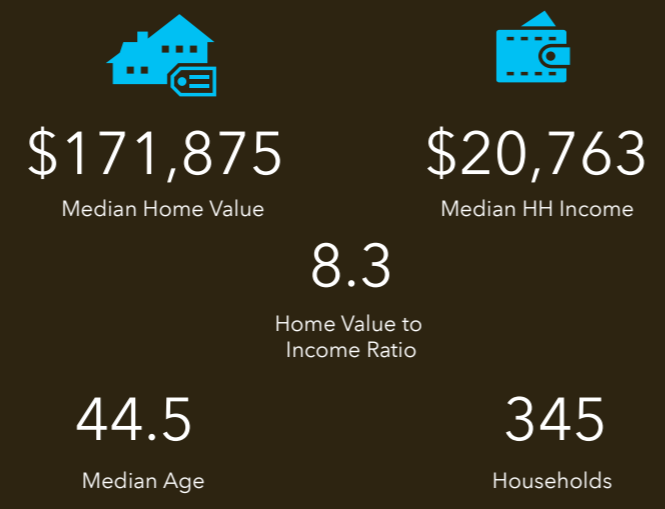 $171,875
Median Home Value
$20,763
Median HH Income
8.3
Home Value to
Income Ratio
44.5
Median Age
345
Households